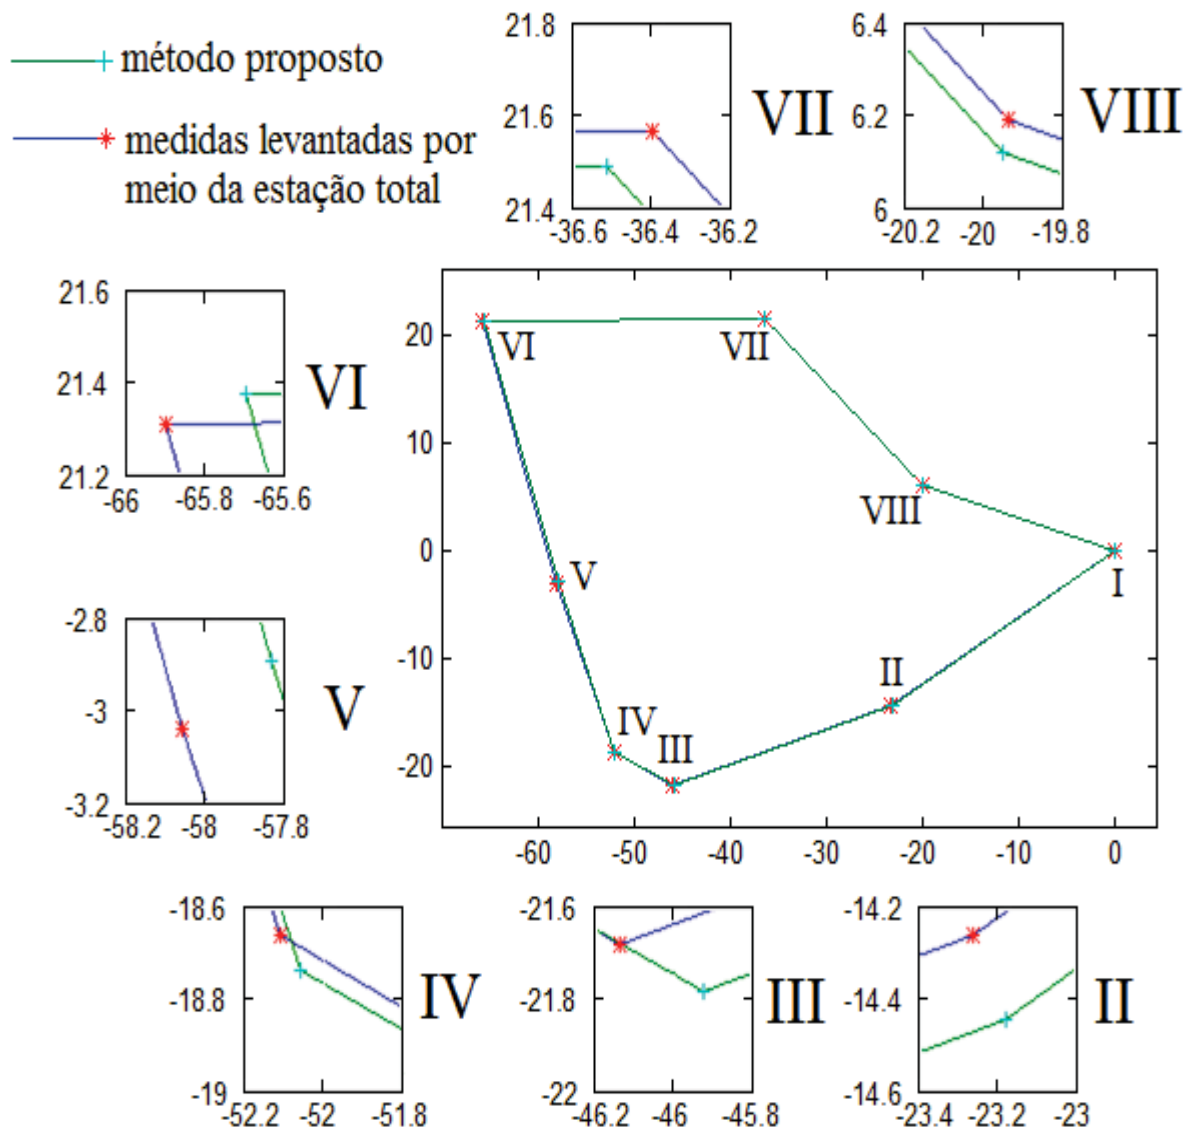 método proposto
medidas levantadas por
meio da estação total
21.8
21.6
21.4
-36.6 -36.4 -36.2
VII
6.4
6.2
6
-20.2 -20 -19.8
VIII
21.6
21.4
21.2
-66 -65.8 -65.6
VI
-2.8
-3
-3.2
-58.2 -58 -57.8
V
20
10
0
-10
-20
-60 -50 -40 -30 -20 -10 0
VI
VII
VIII
I
V
II
IV
III
-18.6
-18.8
-19
-52.2 -52 -51.8
IV
-21.6
-21.8
-22
-46.2 -46 -45.8
III
-14.2
-14.4
-14.6
-23.4 -23.2 -23
II